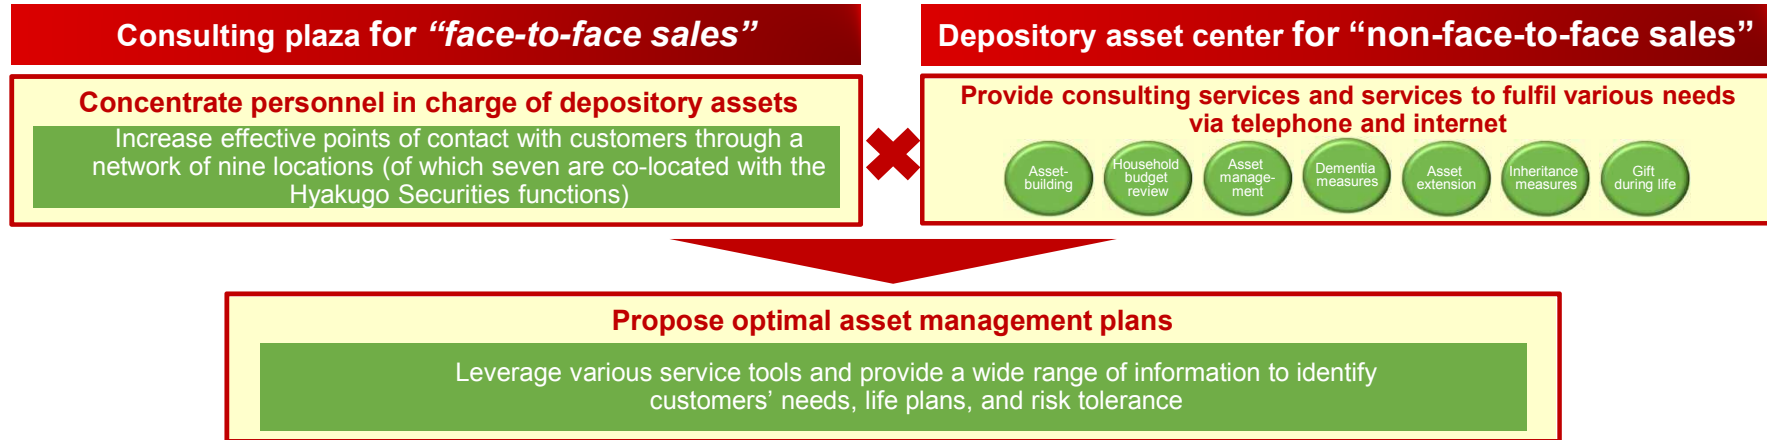 Consulting plaza for “face-to-face sales”
Concentrate personnel in charge of depository assets
Increase effective points of contact with customers through a
network of nine locations (of which seven are co-located with the
Hyakugo Securities functions)
Depository asset center for “non-face-to-face sales”
Provide consulting services and services to fulfil various needs
via telephone and internet
Asset-
building
Household
budget
review
Asset
manage-
ment
Dementia
measures
Asset
extension
Inheritance
measures
Gift
during life
Propose optimal asset management plans
Leverage various service tools and provide a wide range of information to identify
customers’ needs, life plans, and risk tolerance